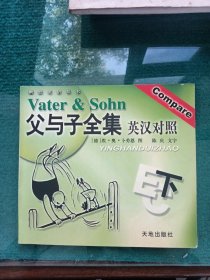 Vater & Sohn
Compare
父与子全集 英汉对照
YINGHANDUIZHAO
下
天地出版社